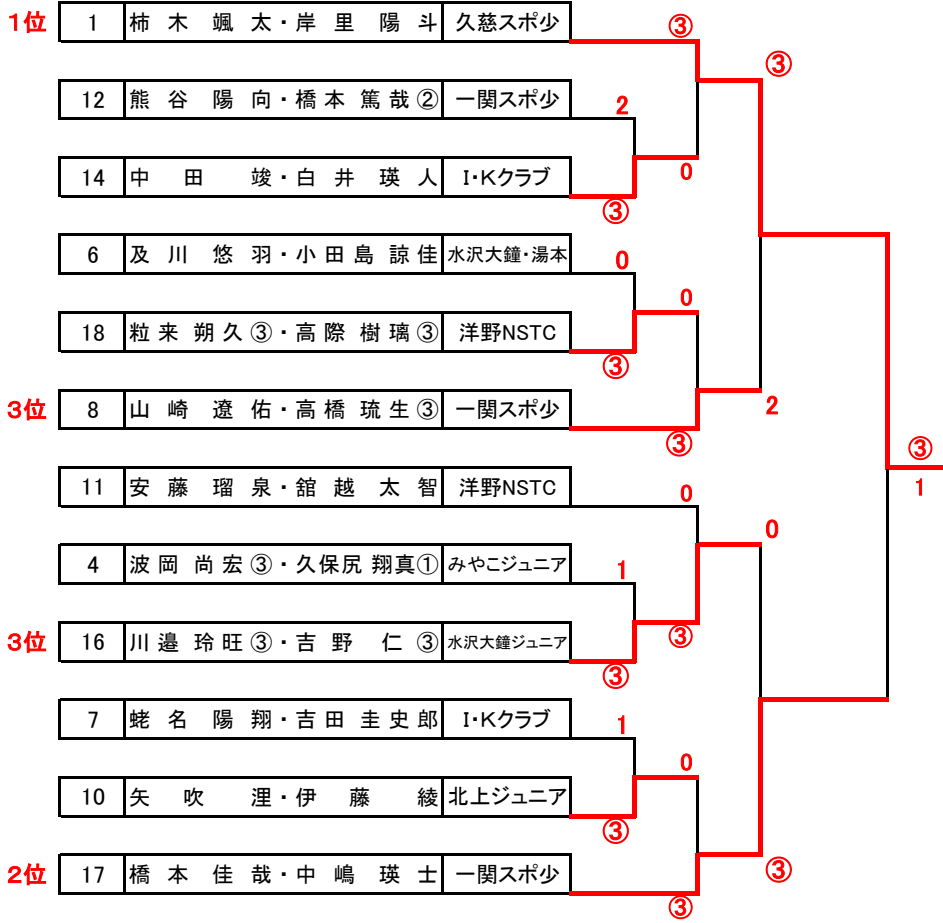 1位 1 柿木颯太・岸里陽斗 久慈スポ少
③
③
12 熊谷陽向・橋本篤哉② 一関スポ少
2
14 中田竣・白井瑛人 I・Kクラブ
0
③
6 及川悠羽・小田島諒佳 水沢大鐘・湯本
0
0
18 粒来朔久③・高際樹璃③ 洋野NSTC
③
3位 8 山崎遼佑・高橋琉生③ 一関スポ少
2
③
③
1
11 安藤瑠泉・舘越太智 洋野NSTC
0
0
4 波岡尚宏③・久保尻翔真① みやこジュニア
1
3位 16 川邉玲旺③・吉野仁③ 水沢大鐘ジュニア
③
③
7 蛯名陽翔・吉田圭史郎 I・Kクラブ
1
0
10 矢吹浬・伊藤綾 北上ジュニア
③
2位 17 橋本佳哉・中嶋瑛士 一関スポ少
③
③